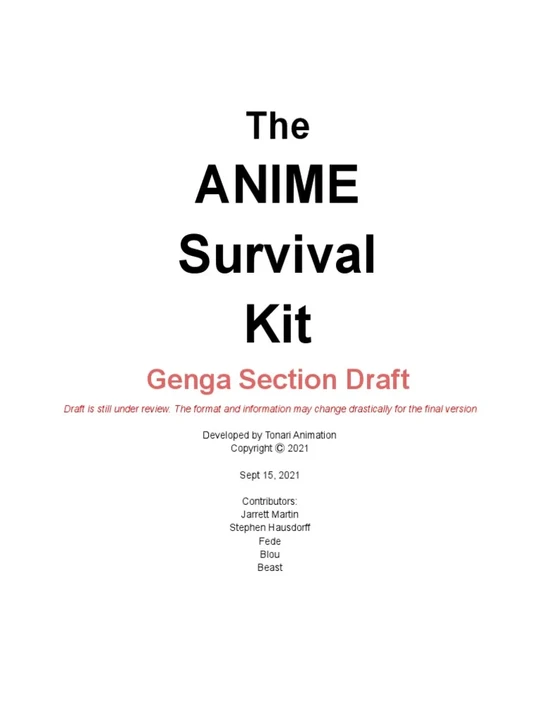 The
ANIME
Survival
Kit
Genga Section Draft
Draft is still under review. The format and information may change drastically for the final version
Developed by Tonari Animation
Copyright © 2021
Sept 15, 2021
Contributors:
Jarrett Martin
Stephen Hausdorff
Fede
Blou
Beast